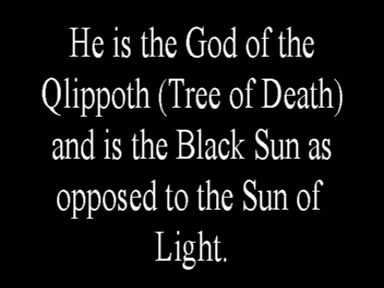 He is the God of the
Qlippoth (Tree of Death)
and is the Black Sun as
opposed to the Sun of
Light.